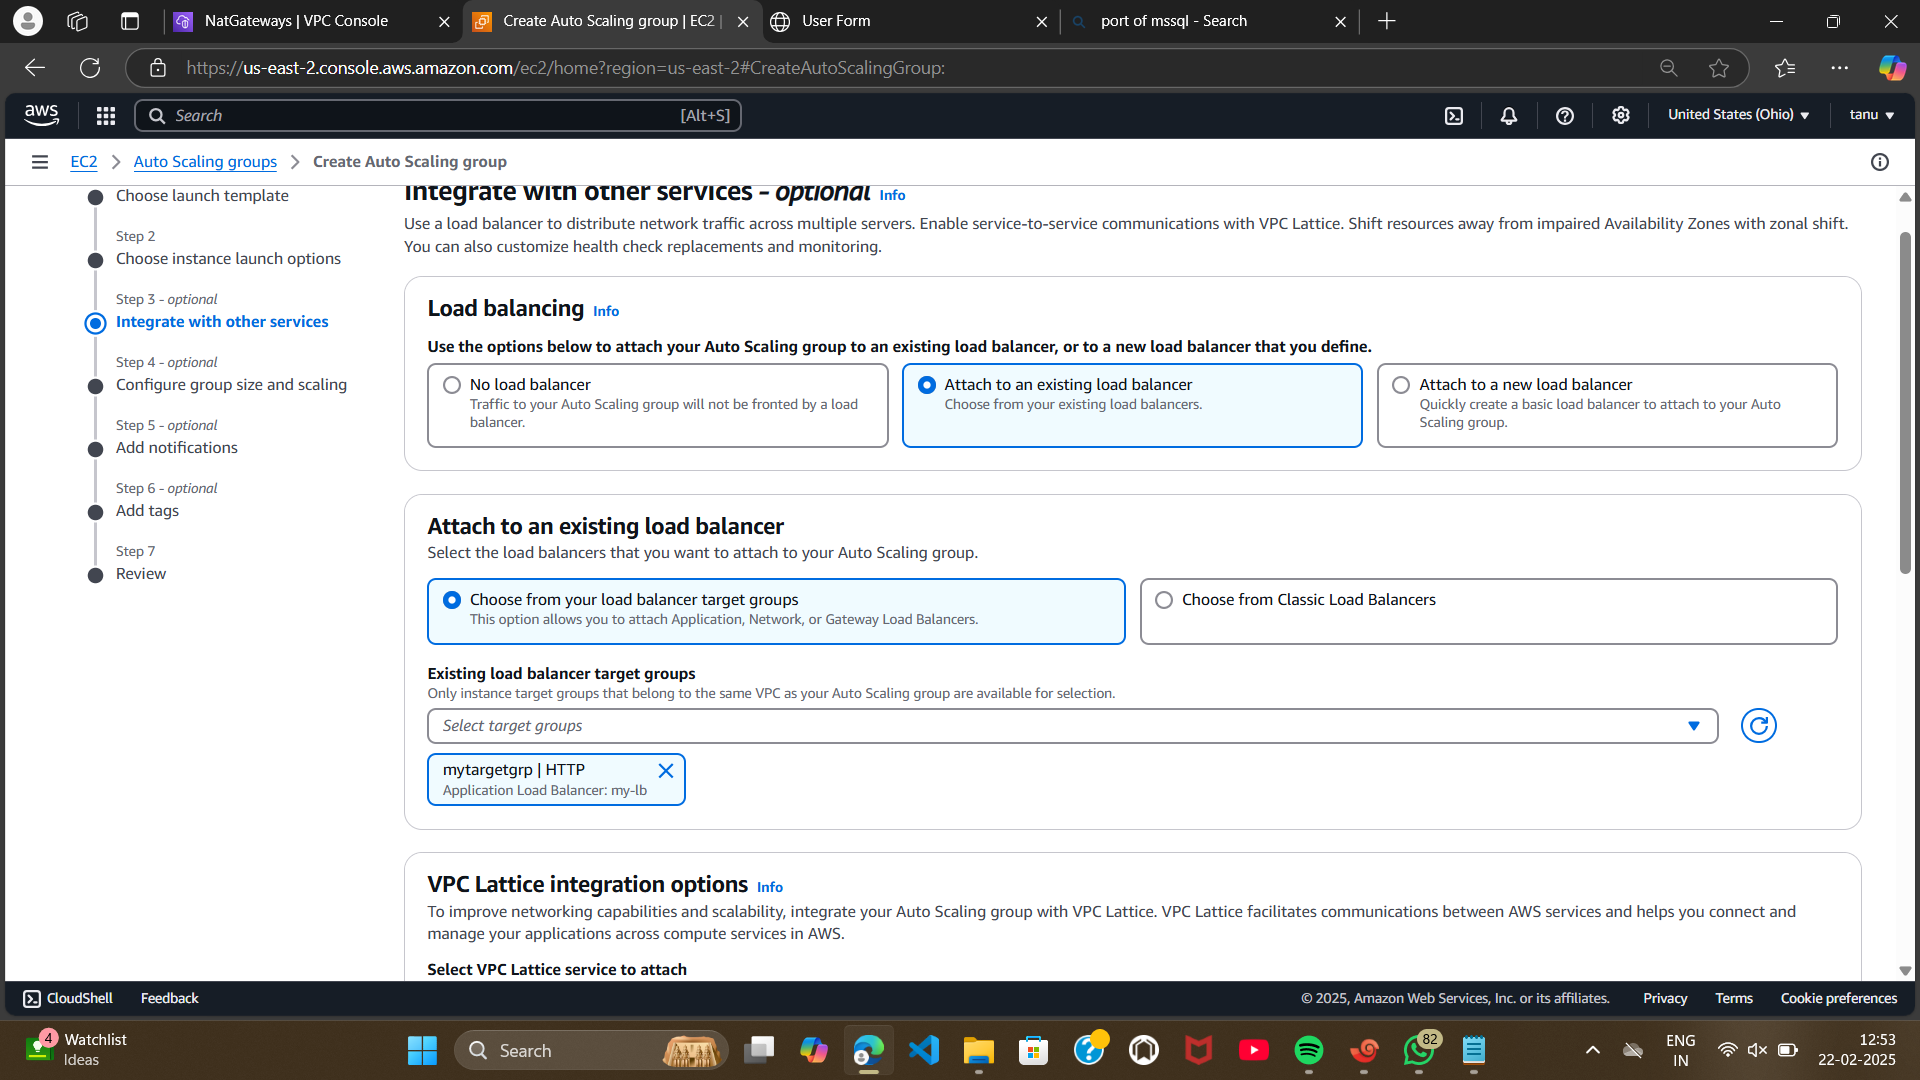 NatGateways | VPC Console
Create Auto Scaling group | EC2 |
User Form
port of mssql - Search
https://us-east-2.console.aws.amazon.com/ec2/home?region=us-east-2#CreateAutoScalingGroup:
aws
Search
[Alt+S]
United States (Ohio)
tanu
EC2
Auto Scaling groups
Create Auto Scaling group
Choose launch template
Step 2
Choose instance launch options
Step 3 - optional
Integrate with other services
Step 4 - optional
Configure group size and scaling
Step 5 - optional
Add notifications
Step 6 - optional
Add tags
Step 7
Review
Integrate with other services - optional Info
Use a load balancer to distribute network traffic across multiple servers. Enable service-to-service communications with VPC Lattice. Shift resources away from impaired Availability Zones with zonal shift.
You can also customize health check replacements and monitoring.
Load balancing Info
Use the options below to attach your Auto Scaling group to an existing load balancer, or to a new load balancer that you define.
No load balancer
Traffic to your Auto Scaling group will not be fronted by a load
balancer.
Attach to an existing load balancer
Choose from your existing load balancers.
Attach to a new load balancer
Quickly create a basic load balancer to attach to your Auto
Scaling group.
Attach to an existing load balancer
Select the load balancers that you want to attach to your Auto Scaling group.
Choose from your load balancer target groups
This option allows you to attach Application, Network, or Gateway Load Balancers.
Choose from Classic Load Balancers
Existing load balancer target groups
Only instance target groups that belong to the same VPC as your Auto Scaling group are available for selection.
Select target groups
mytargetgrp | HTTP
Application Load Balancer: my-lb
VPC Lattice integration options Info
To improve networking capabilities and scalability, integrate your Auto Scaling group with VPC Lattice. VPC Lattice facilitates communications between AWS services and helps you connect and
manage your applications across compute services in AWS.
Select VPC Lattice service to attach
CloudShell
Feedback
© 2025, Amazon Web Services, Inc. or its affiliates.
Privacy
Terms
Cookie preferences
4
Watchlist
Ideas
Search
82
ENG
IN
12:53
22-02-2025